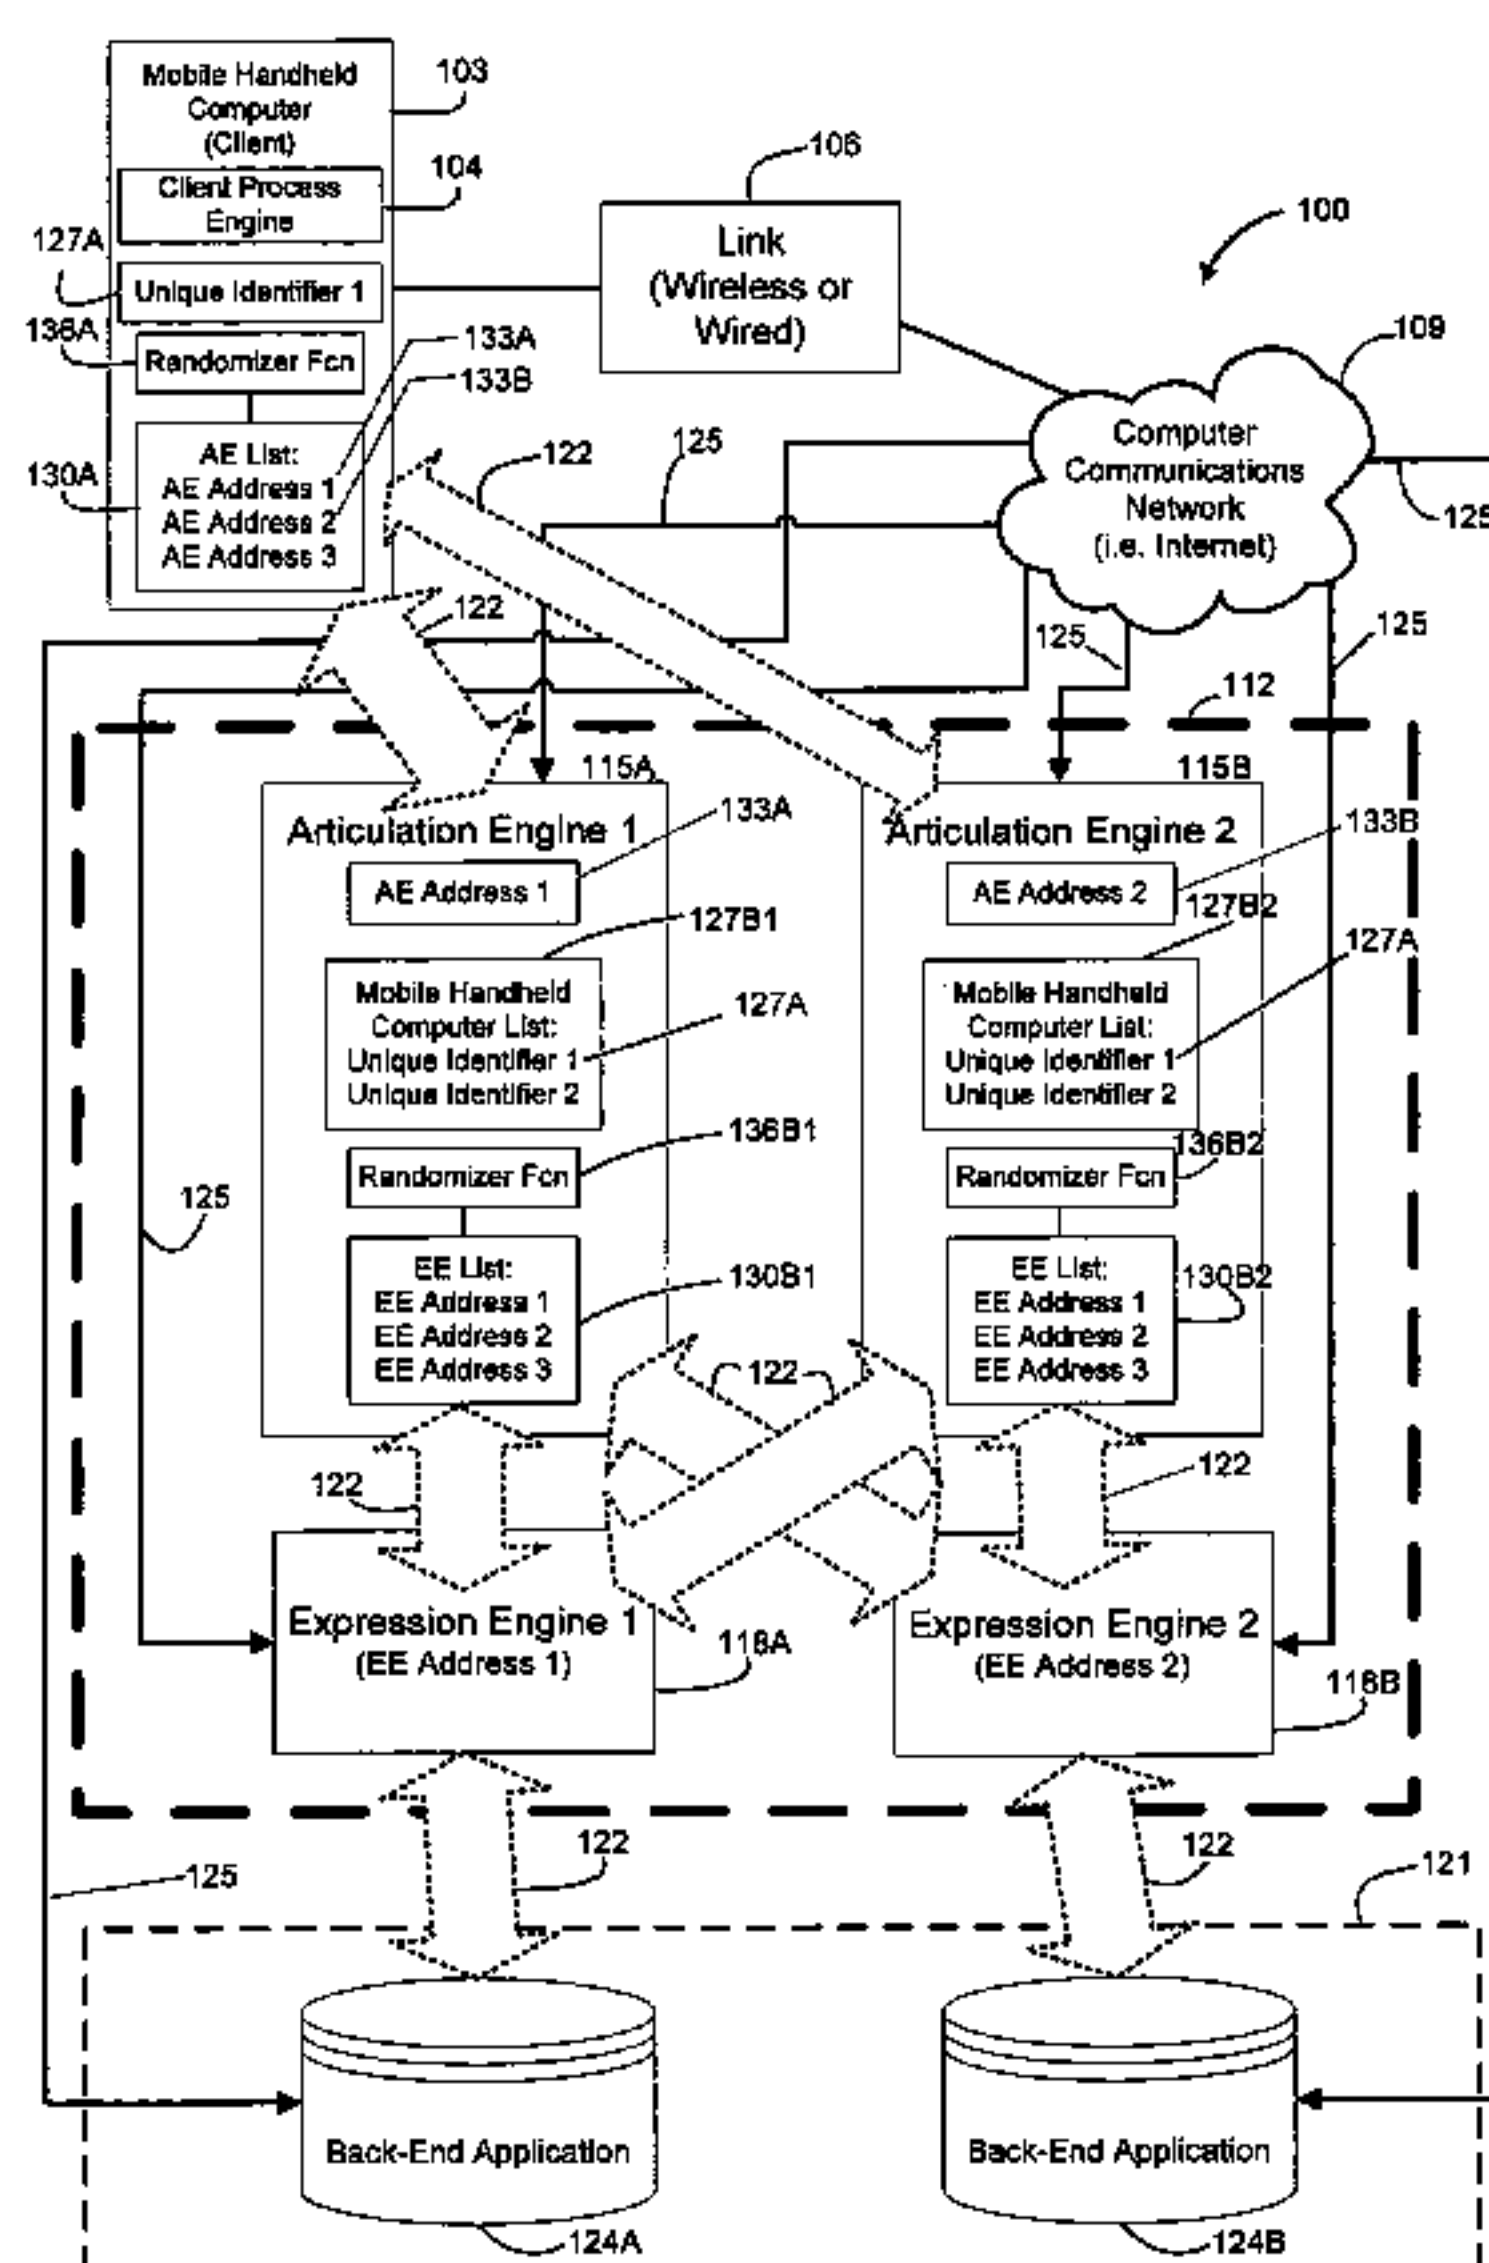 Mobile Handheld
Computer
(Client)
103
Client Process
Engine
104
127A
Unique Identifier 1
136A
Randomizer Fcn
133A
133B
130A
AE List:
AE Address 1
AE Address 2
AE Address 3
106
Link
(Wireless or
Wired)
100
109
Computer
Communications
Network
(i.e. Internet)
125
122
125
122
125
125
112
115A
Articulation Engine 1
133A
AE Address 1
127B1
Mobile Handheld
Computer List:
Unique Identifier 1
Unique Identifier 2
127A
136B1
Randomizer Fcn
130B1
EE List:
EE Address 1
EE Address 2
EE Address 3
115B
Articulation Engine 2
133B
AE Address 2
127B2
127A
Mobile Handheld
Computer List:
Unique Identifier 1
Unique Identifier 2
136B2
Randomizer Fcn
130B2
EE List:
EE Address 1
EE Address 2
EE Address 3
125
122
122
122
Expression Engine 1
(EE Address 1)
118A
Expression Engine 2
(EE Address 2)
118B
122
122
125
121
Back-End Application
124A
Back-End Application
124B